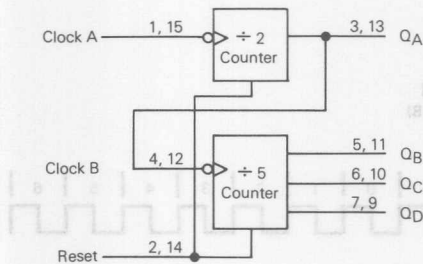 Clock A 1, 15 ÷ 2 Counter 3, 13 QA
5, 11 QB
Clock B 4, 12 ÷ 5 Counter 6, 10 QC
7, 9 QD
Reset 2, 14